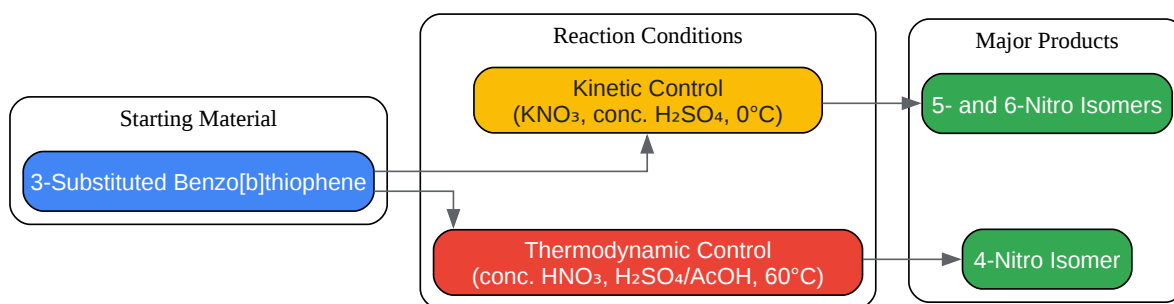 Starting Material
3-Substituted Benzo[b]thiophene
Reaction Conditions
Kinetic Control
(KNO₃, conc. H₂SO₄, 0°C)
Thermodynamic Control
(conc. HNO₃, H₂SO₄/AcOH, 60°C)
Major Products
5- and 6-Nitro Isomers
4-Nitro Isomer